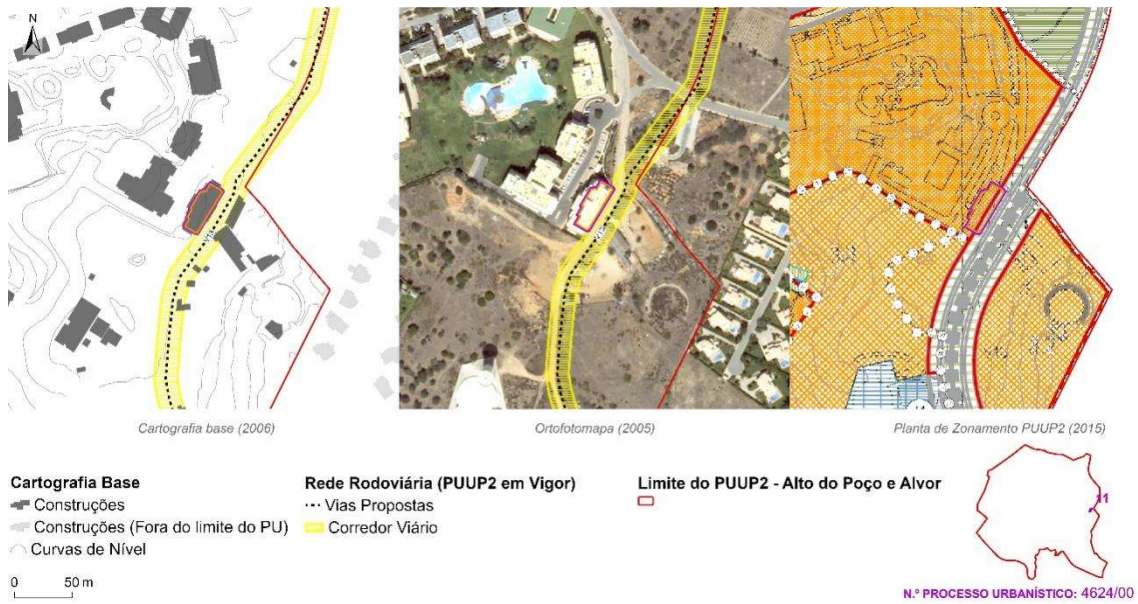 N
Cartografia base (2006)
Ortofotomapa (2005)
Planta de Zonamento PUUP2 (2015)
Cartografia Base
Construções
Construções (Fora do limite do PU)
Curvas de Nível
0 50 m
Rede Rodoviária (PUUP2 em Vigor)
Vias Propostas
Corredor Viário
Limite do PUUP2 - Alto do Poço e Alvor
11
N.º PROCESSO URBANÍSTICO: 4624/00